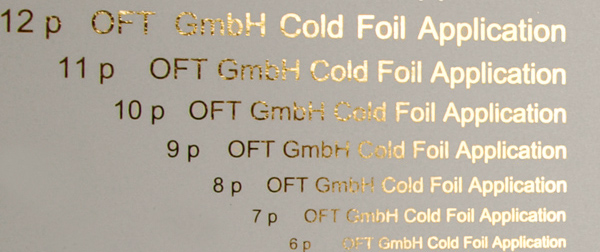 12 p OFT GmbH Cold Foil Application
11 p OFT GmbH Cold Foil Application
10 p OFT GmbH Cold Foil Application
9 p OFT GmbH Cold Foil Application
8 p OFT GmbH Cold Foil Application
7 p OFT GmbH Cold Foil Application
6 p OFT GmbH Cold Foil Application